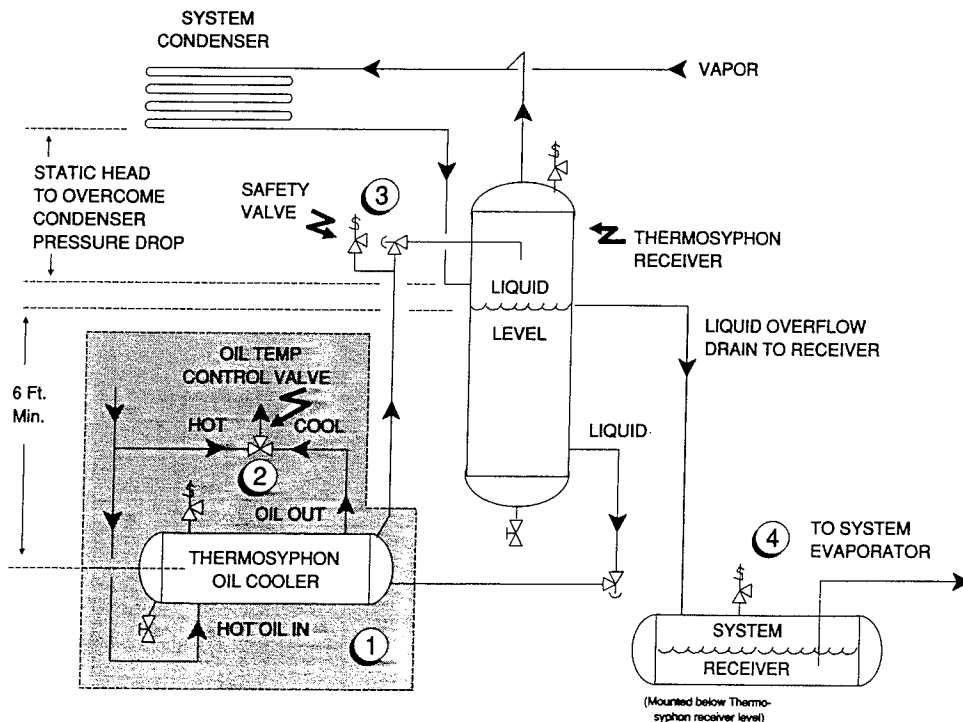 SYSTEM
CONDENSER
VAPOR
STATIC HEAD
TO OVERCOME
CONDENSER
PRESSURE DROP
SAFETY
VALVE
3
THERMOSYPHON
RECEIVER
LIQUID
LEVEL
LIQUID OVERFLOW
DRAIN TO RECEIVER
6 Ft.
Min.
OIL TEMP
CONTROL VALVE
HOT
COOL
LIQUID
2
OIL OUT
THERMOSYPHON
OIL COOLER
HOT OIL IN
1
4
TO SYSTEM
EVAPORATOR
SYSTEM
RECEIVER
(Mounted below Thermo-
syphon receiver level)